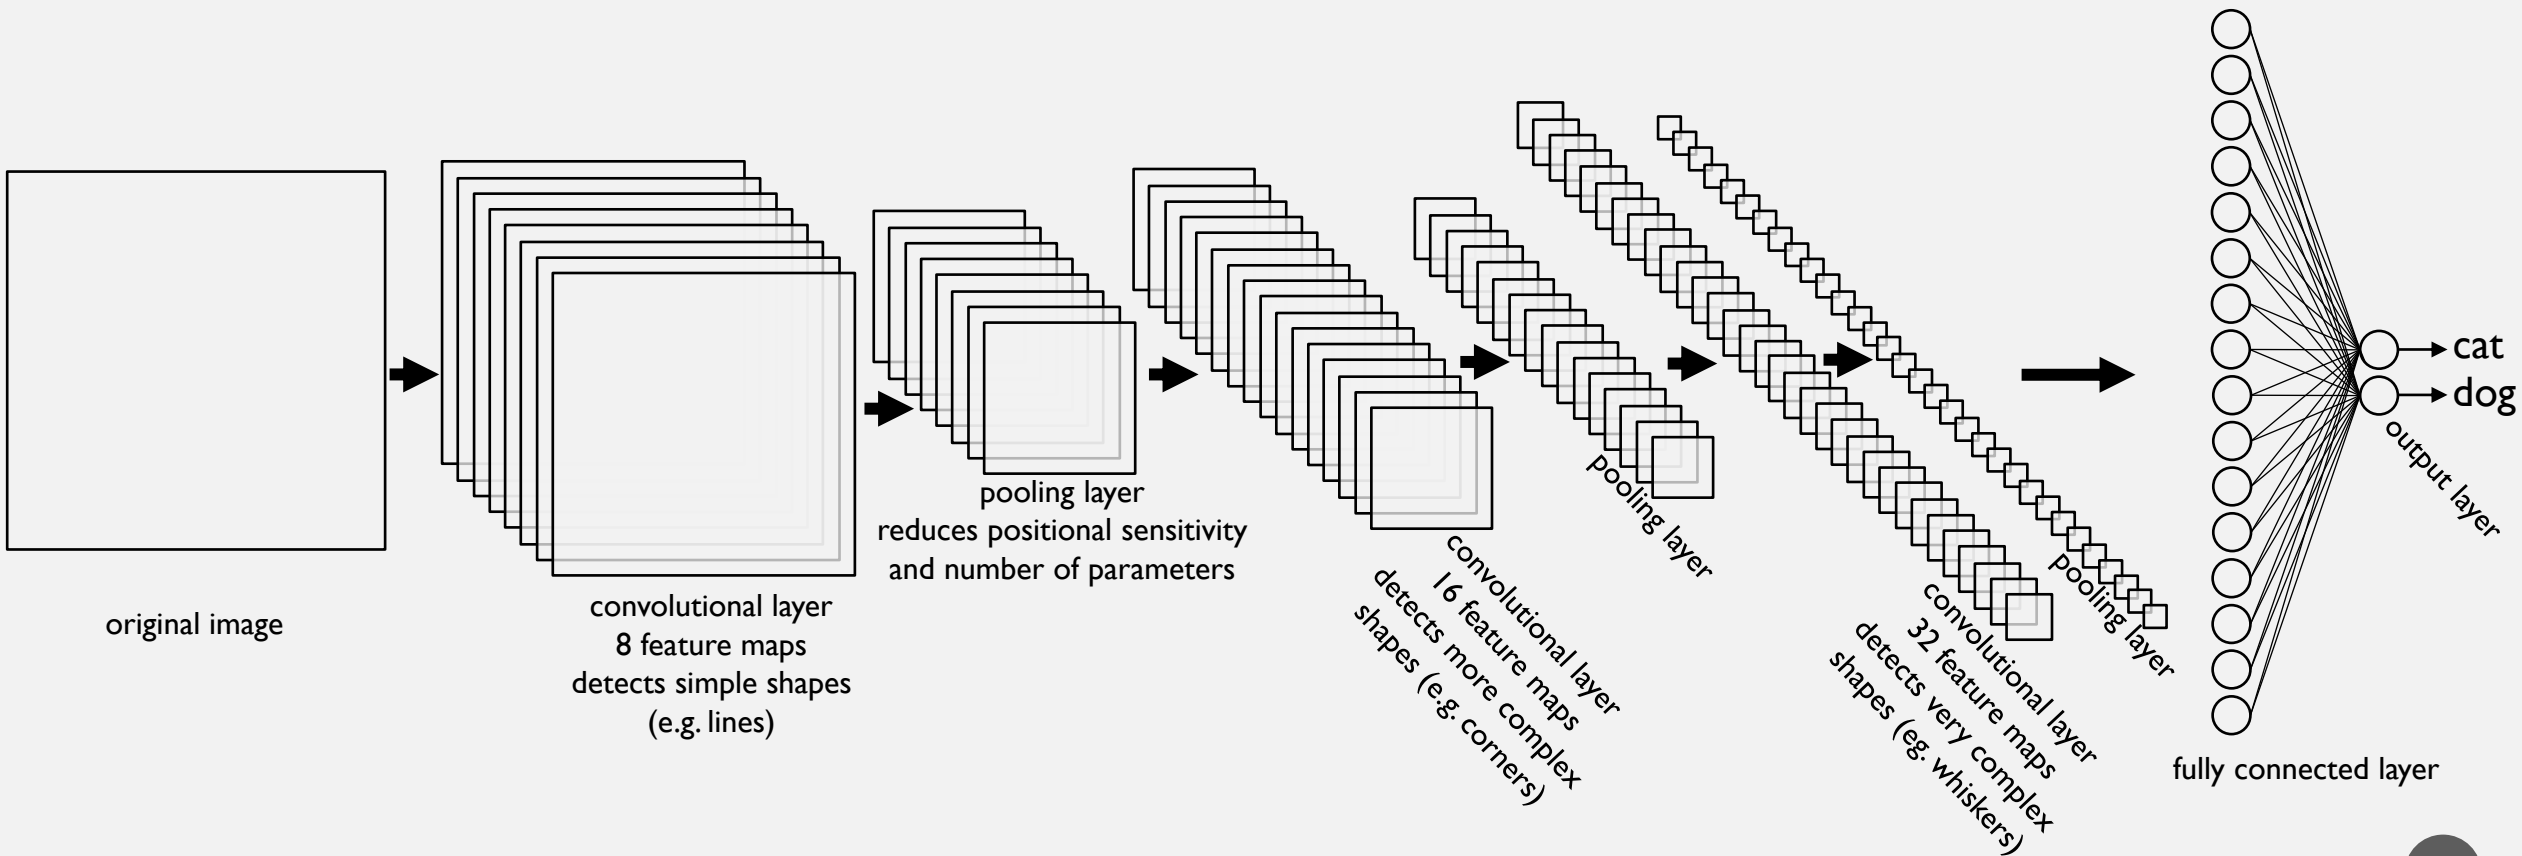 original image
convolutional layer
8 feature maps
detects simple shapes
(e.g. lines)
pooling layer
reduces positional sensitivity
and number of parameters
convolutional layer
16 feature maps
detects more complex
shapes (e.g. corners)
pooling layer
convolutional layer
32 feature maps
detects very complex
shapes (eg. whiskers)
pooling layer
fully connected layer
cat
dog
output layer